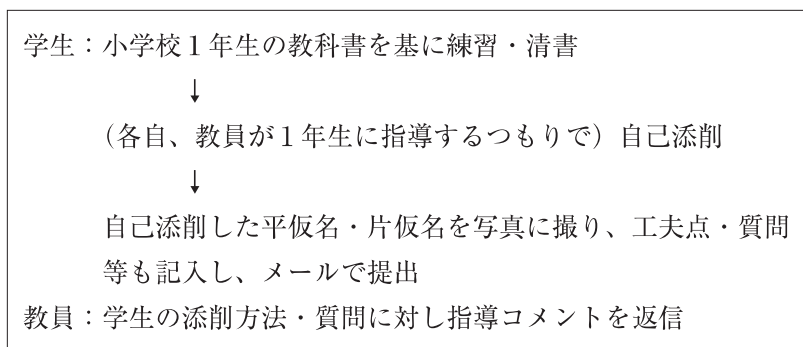 学生：小学校１年生の教科書を基に練習・清書
↓
（各自、教員が１年生に指導するつもりで）自己添削
↓
自己添削した平仮名・片仮名を写真に撮り、工夫点・質問
等も記入し、メールで提出
教員：学生の添削方法・質問に対し指導コメントを返信